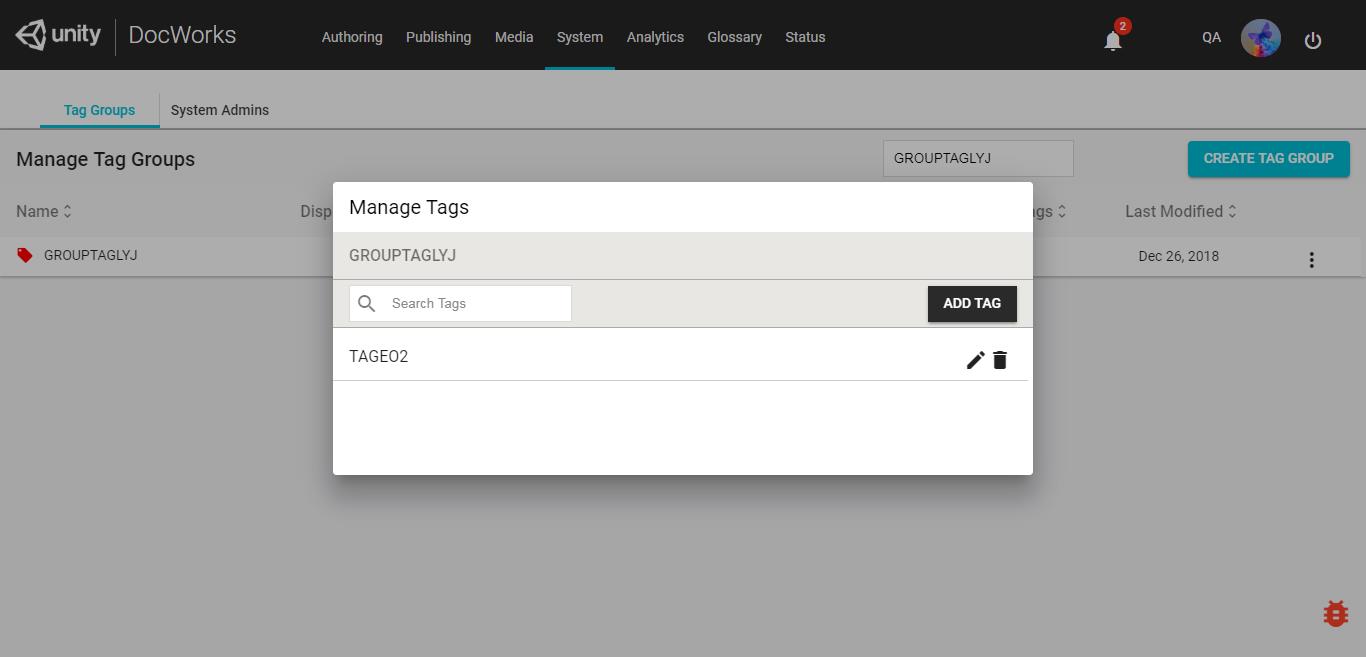 unity DocWorks Authoring Publishing Media System Analytics Glossary Status 2 QA
Tag Groups System Admins
Manage Tag Groups GROUPTAGLYJ CREATE TAG GROUP
Manage Tags
Name Disp ags Last Modified
GROUPTAGLYJ
GROUPTAGLYJ Dec 26, 2018
Search Tags ADD TAG
TAGEO2